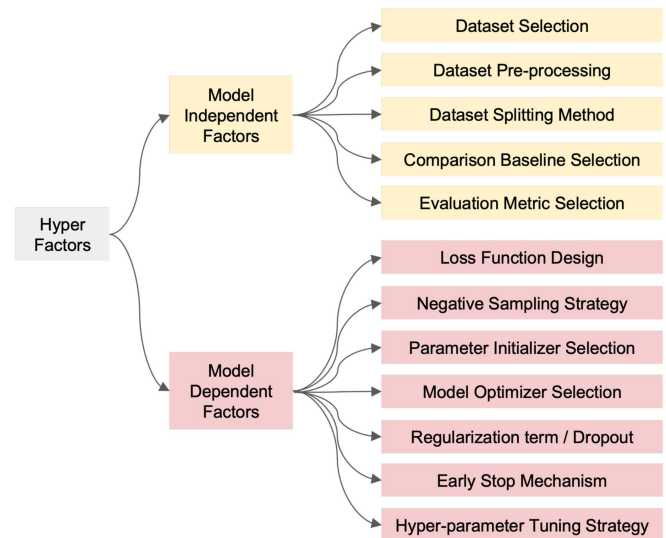 Hyper
Factors
Model
Independent
Factors
Dataset Selection
Dataset Pre-processing
Dataset Splitting Method
Comparison Baseline Selection
Evaluation Metric Selection
Model
Dependent
Factors
Loss Function Design
Negative Sampling Strategy
Parameter Initializer Selection
Model Optimizer Selection
Regularization term / Dropout
Early Stop Mechanism
Hyper-parameter Tuning Strategy